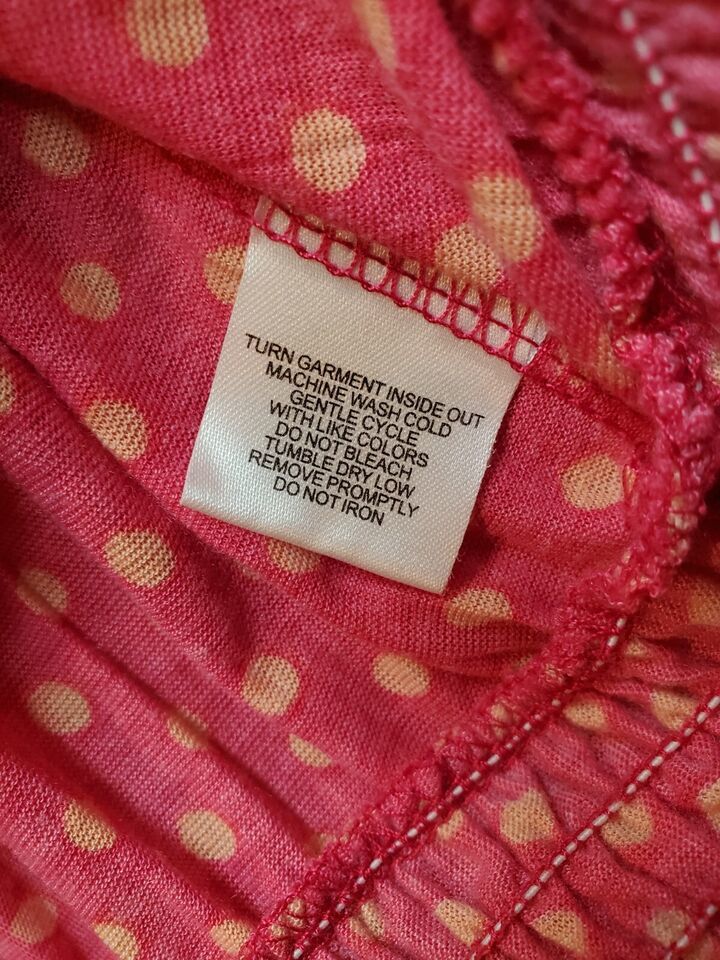 TURN GARMENT INSIDE OUT
MACHINE WASH COLD
GENTLE CYCLE
WITH LIKE COLORS
DO NOT BLEACH
TUMBLE DRY LOW
REMOVE PROMPTLY
DO NOT IRON